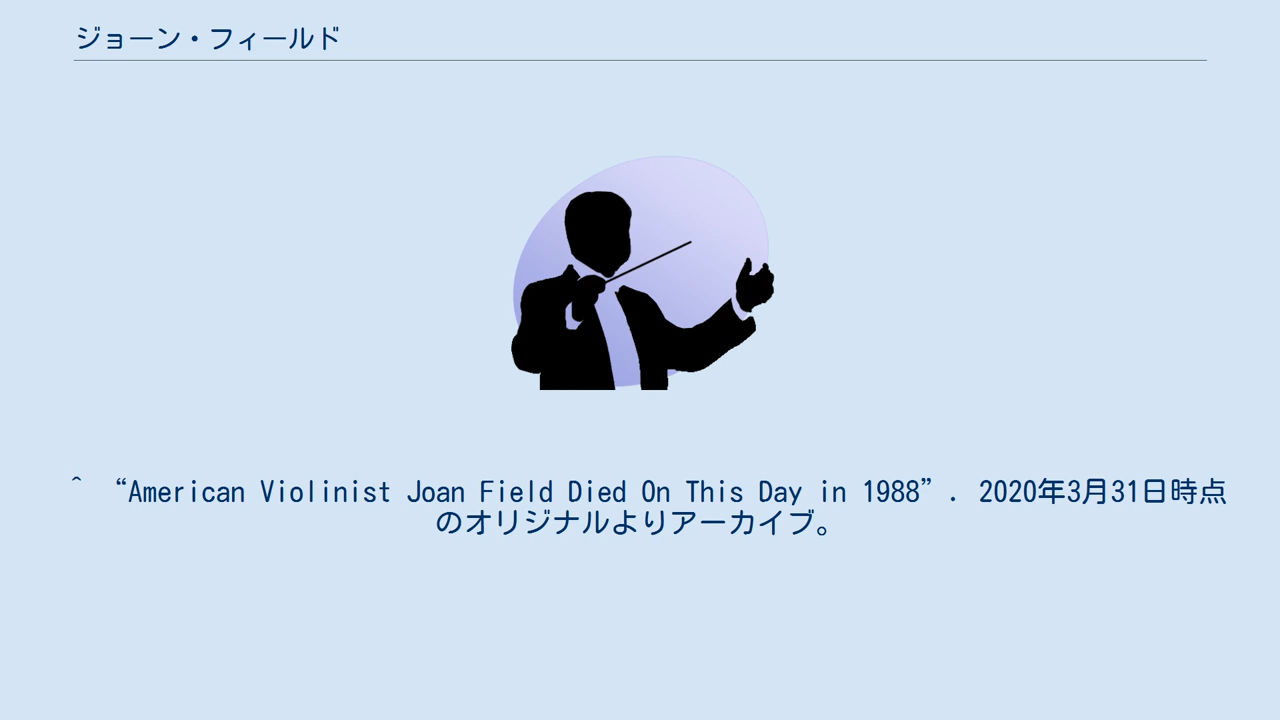 ジョーン・フィールド
^ “American Violinist Joan Field Died On This Day in 1988”. 2020年3月31日時点
のオリジナルよりアーカイブ。